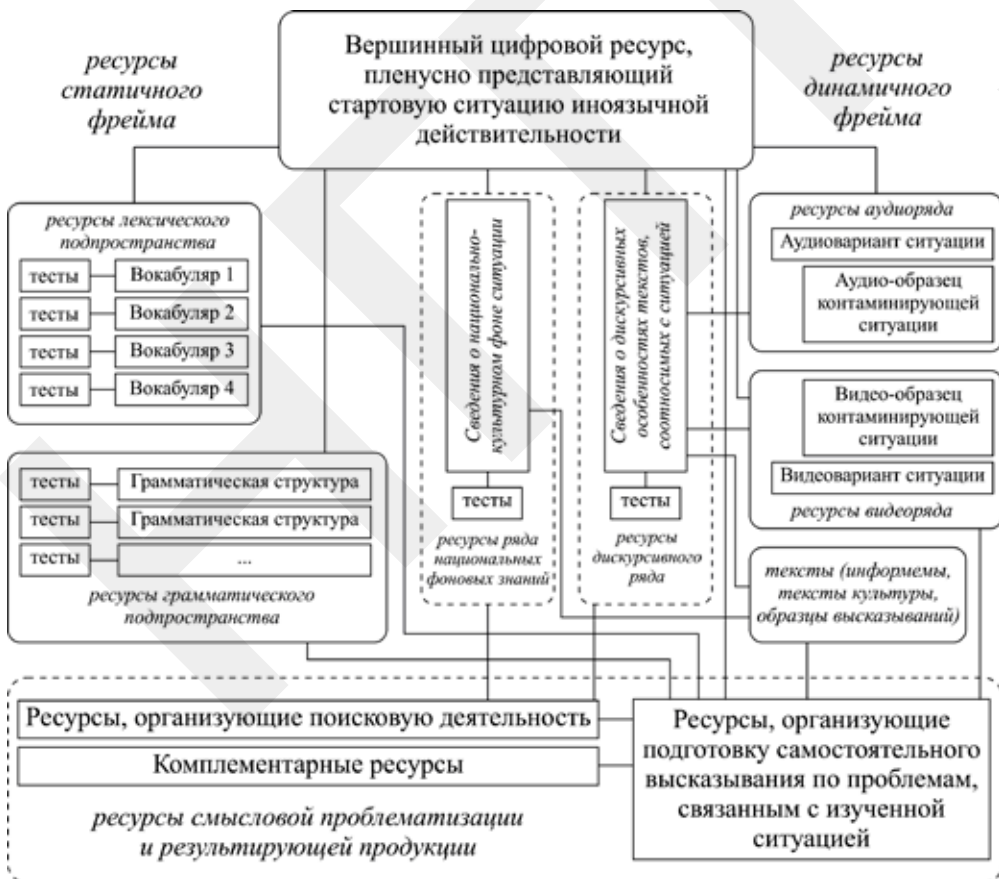 Вершинный цифровой ресурс,
пленусно представляющий
стартовую ситуацию иноязычной
действительности
ресурсы
статичного
фрейма
ресурсы
динамичного
фрейма
ресурсы лексического
подпространства
тесты Вокабуляр 1
тесты Вокабуляр 2
тесты Вокабуляр 3
тесты Вокабуляр 4
тесты Грамматическая структура
тесты Грамматическая структура
тесты ...
ресурсы грамматического
подпространства
Сведения о национально-
культурном фоне ситуации
тесты
ресурсы ряда
национальных
фоновых знаний
Сведения о дискурсивных
особенностях текстов,
соотносимых с ситуацией
тесты
ресурсы
дискурсивного
ряда
ресурсы аудиоряда
Аудиовариант ситуации
Аудио-образец
контаминирующей
ситуации
Видео-образец
контаминирующей
ситуации
Видеовариант ситуации
ресурсы видеоряда
тексты (информемы,
тексты культуры,
образцы высказываний)
Ресурсы, организующие поисковую деятельность
Комплементарные ресурсы
ресурсы смысловой проблематизации
и результирующей продукции
Ресурсы, организующие
подготовку самостоятельного
высказывания по проблемам,
связанным с изученной
ситуацией